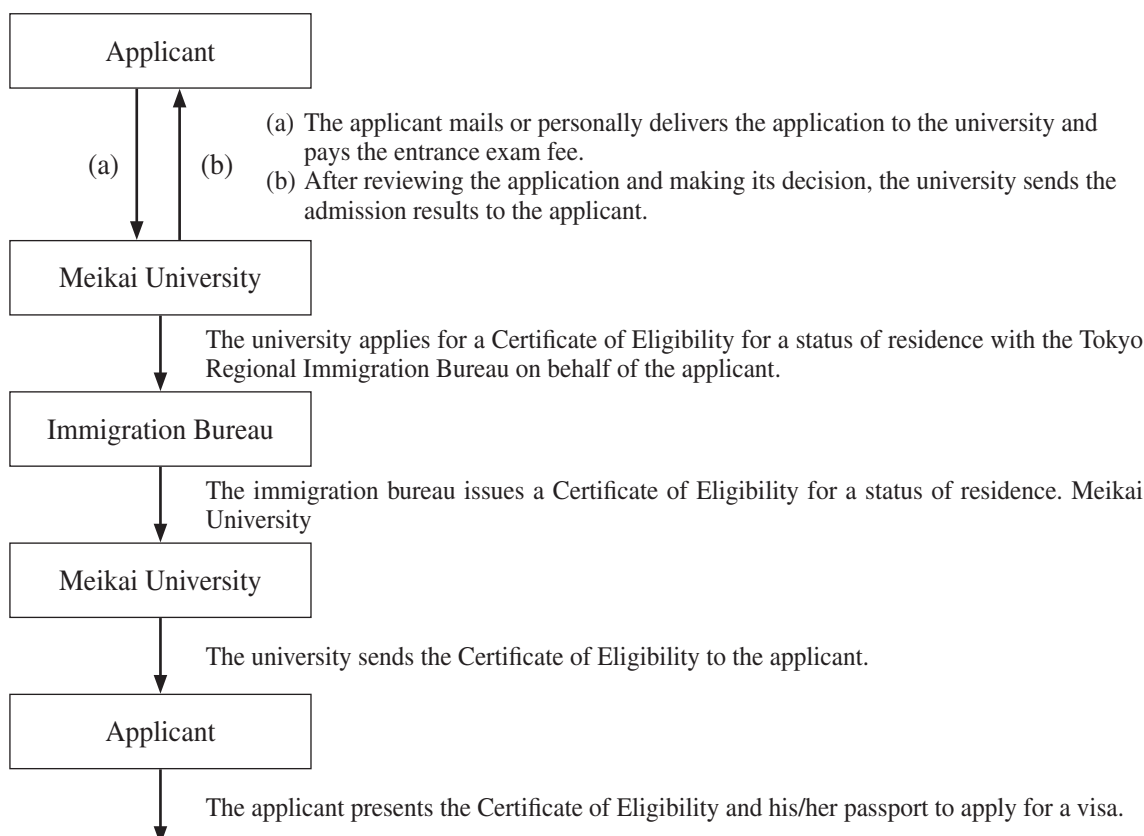 Applicant
(a) The applicant mails or personally delivers the application to the university and
pays the entrance exam fee.
(a)
(b)
(b) After reviewing the application and making its decision, the university sends the
admission results to the applicant.
Meikai University
The university applies for a Certificate of Eligibility for a status of residence with the Tokyo
Regional Immigration Bureau on behalf of the applicant.
Immigration Bureau
The immigration bureau issues a Certificate of Eligibility for a status of residence. Meikai
University
Meikai University
The university sends the Certificate of Eligibility to the applicant.
Applicant
The applicant presents the Certificate of Eligibility and his/her passport to apply for a visa.